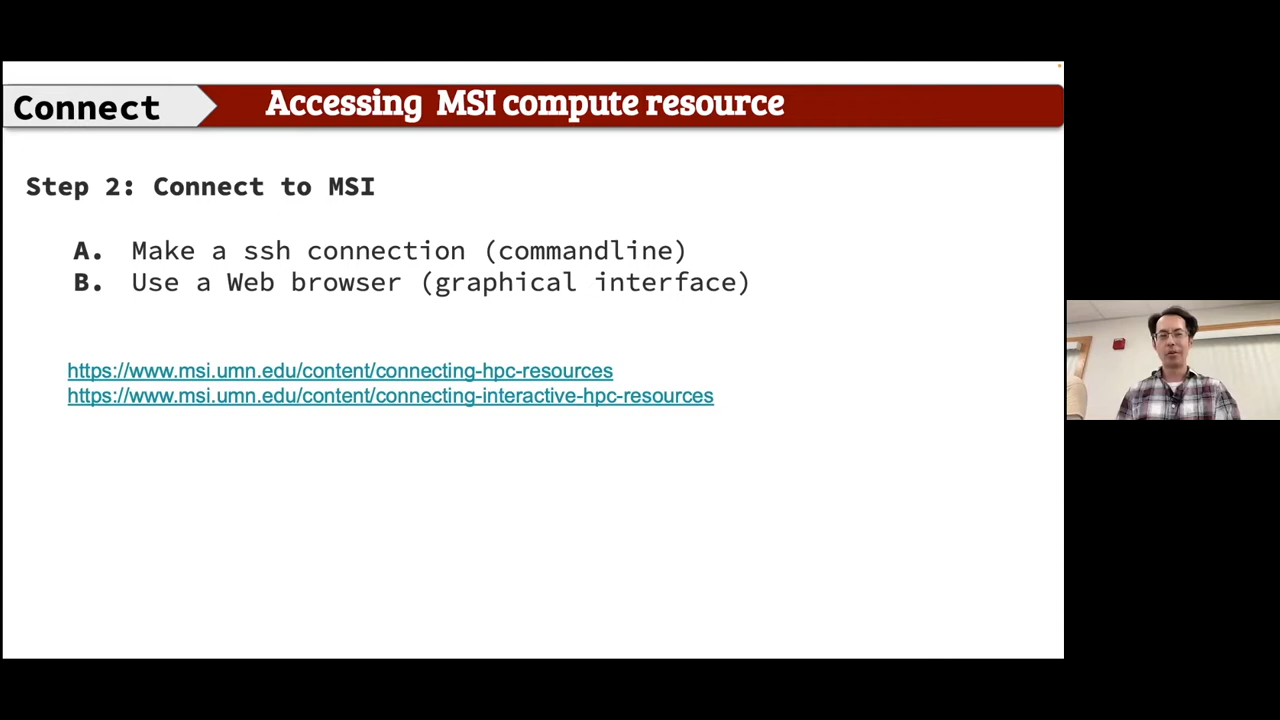 Connect
Accessing MSI compute resource
Step 2: Connect to MSI
A. Make a ssh connection (commandline)
B. Use a Web browser (graphical interface)
https://www.msi.umn.edu/content/connecting-hpc-resources
https://www.msi.umn.edu/content/connecting-interactive-hpc-resources